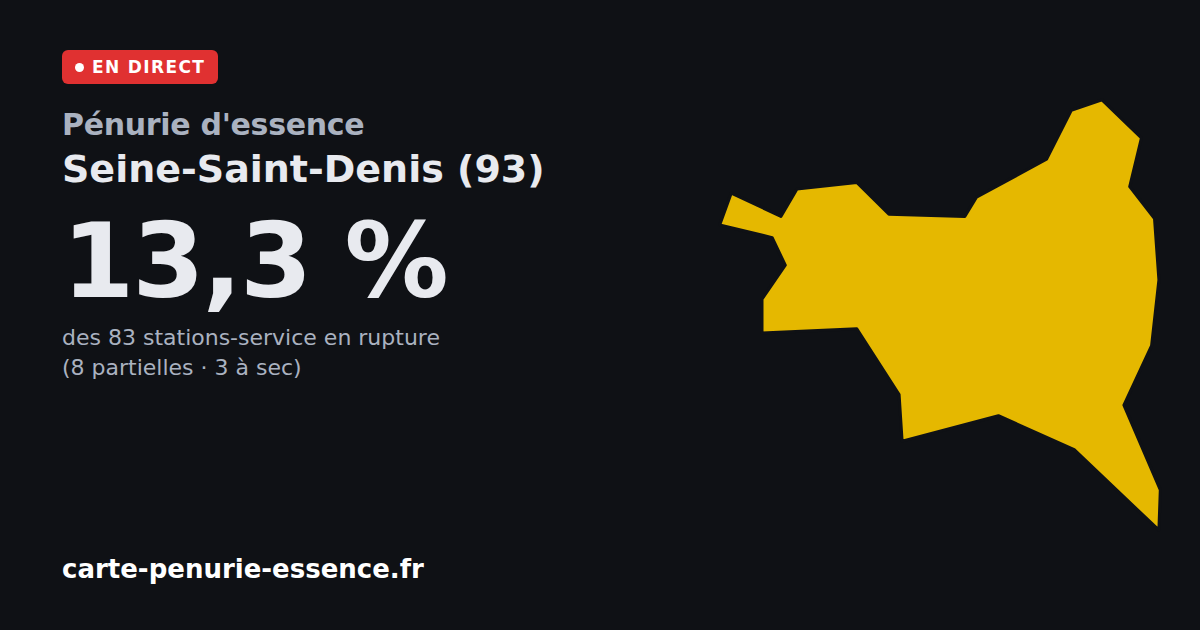 EN DIRECT
Pénurie d'essence
Seine-Saint-Denis (93)
13,3 %
des 83 stations-service en rupture
(8 partielles · 3 à sec)
carte-penurie-essence.fr